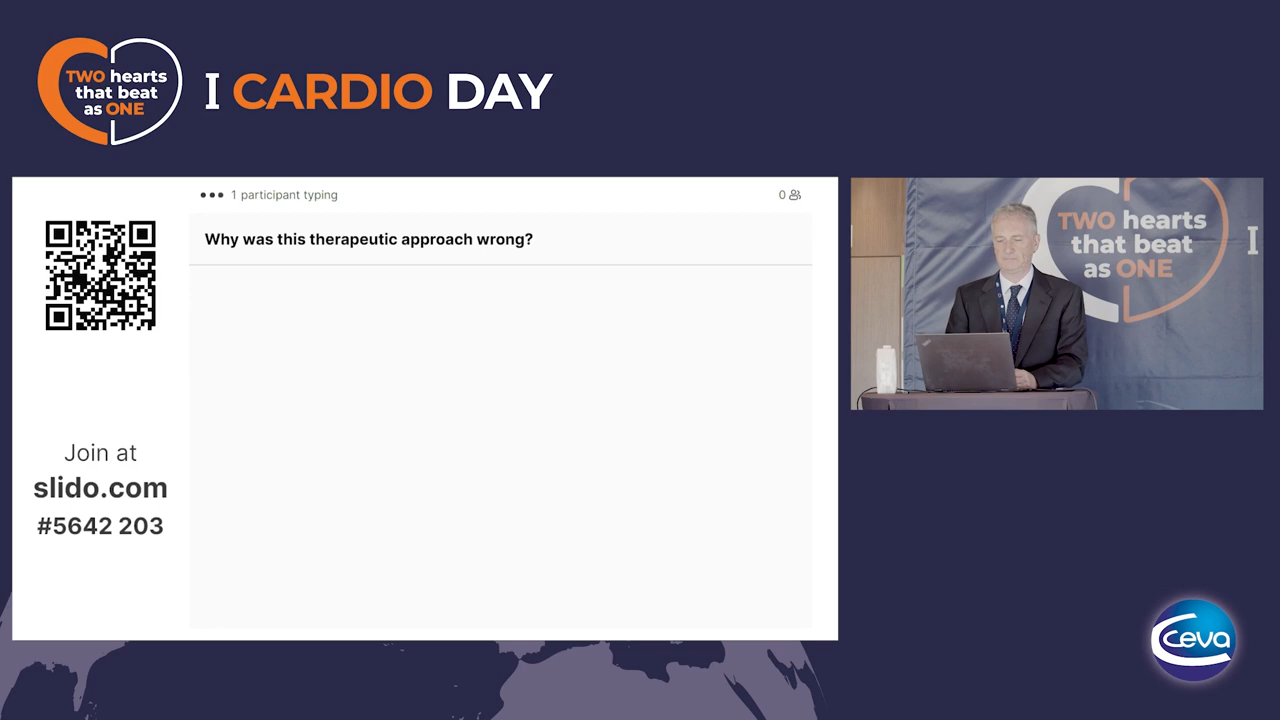 TWO hearts
that beat
as ONE
I CARDIO DAY
1 participant typing
0
Why was this therapeutic approach wrong?
Join at
slido.com
#5642 203
TWO hearts
that beat
as ONE
I
Ceva